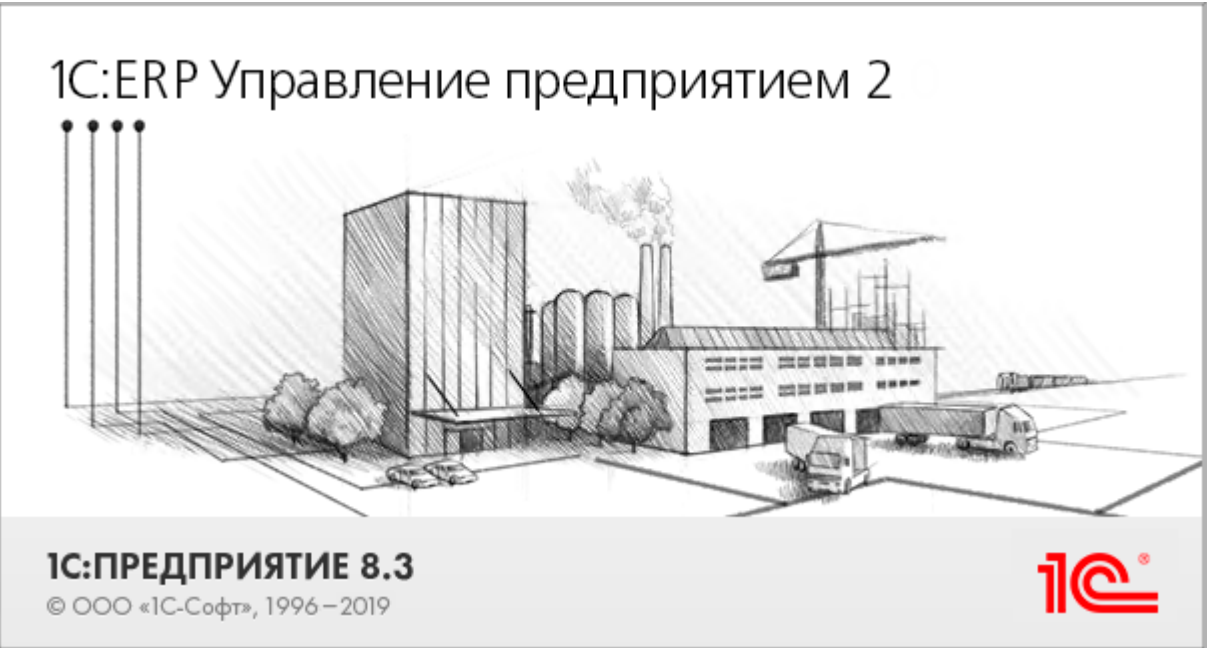 1С:ERP Управление предприятием 2
1С:ПРЕДПРИЯТИЕ 8.3
© ООО «1С-Софт», 1996–2019
1С®